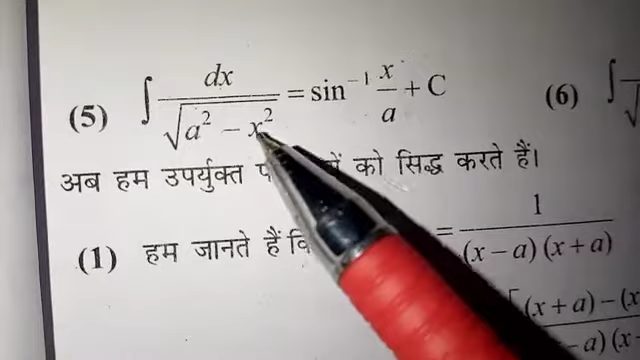 (5) ∫ dx / √(a² − x²) = sin⁻¹ x/a + C (6) ∫
अब हम उपर्युक्त को सिद्ध करते हैं।
(1) हम जानते हैं = 1 / (x − a) (x + a)
(x + a) − (x